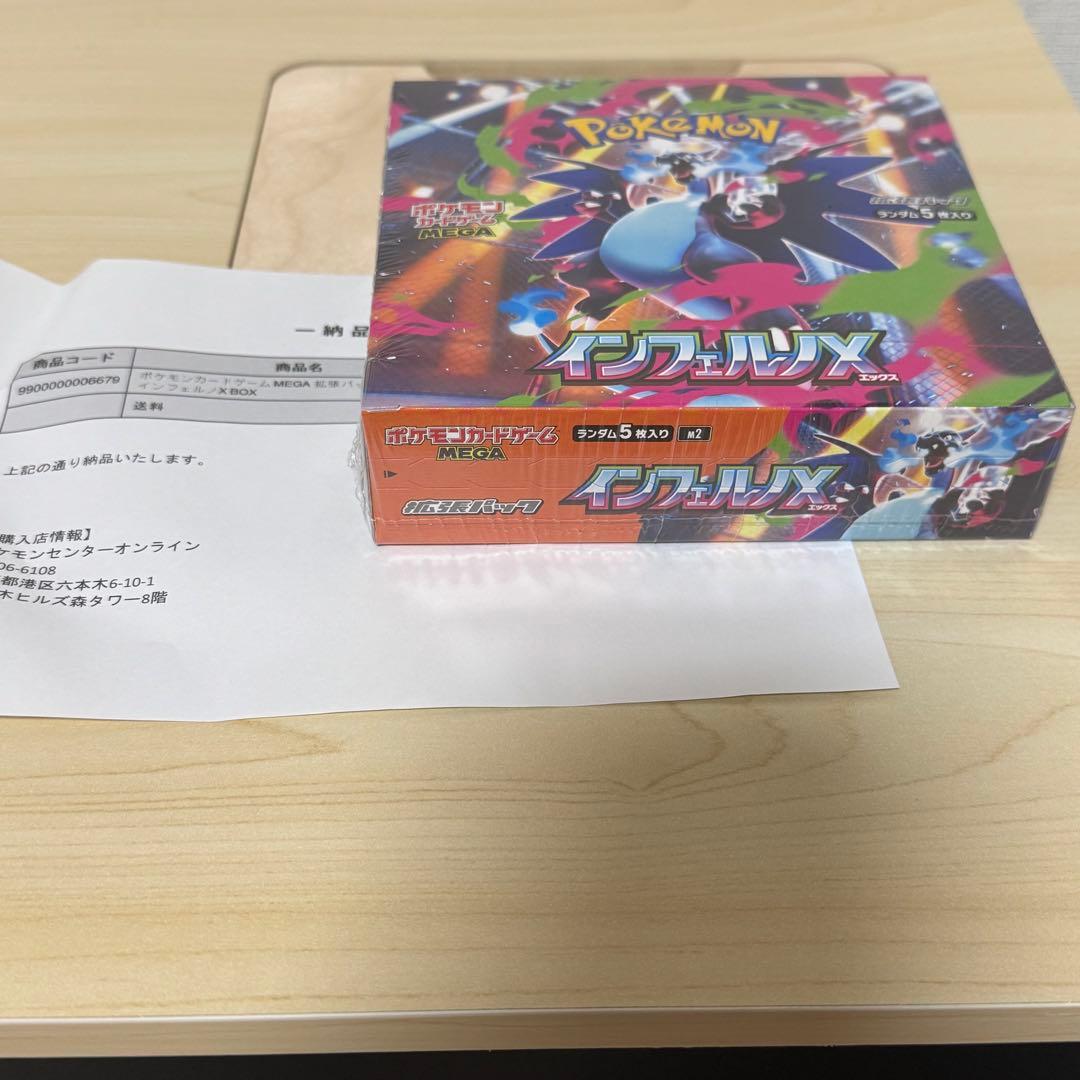 POKéMON
ポケモン
カードゲーム
MEGA
拡張パック
ランダム5枚入り
インフェルノX
エックス
ポケモンカードゲーム
MEGA
ランダム5枚入り
M2
拡張パック
インフェルノX
エックス
一納品
商品コード
商品名
9900000006679
ポケモンカードゲーム MEGA 拡張パッ
インフェルノX BOX
送料
上記の通り納品いたします。
購入店情報】
ケモンセンターオンライン
06-6108
都港区六本木6-10-1
木ヒルズ森タワー8階